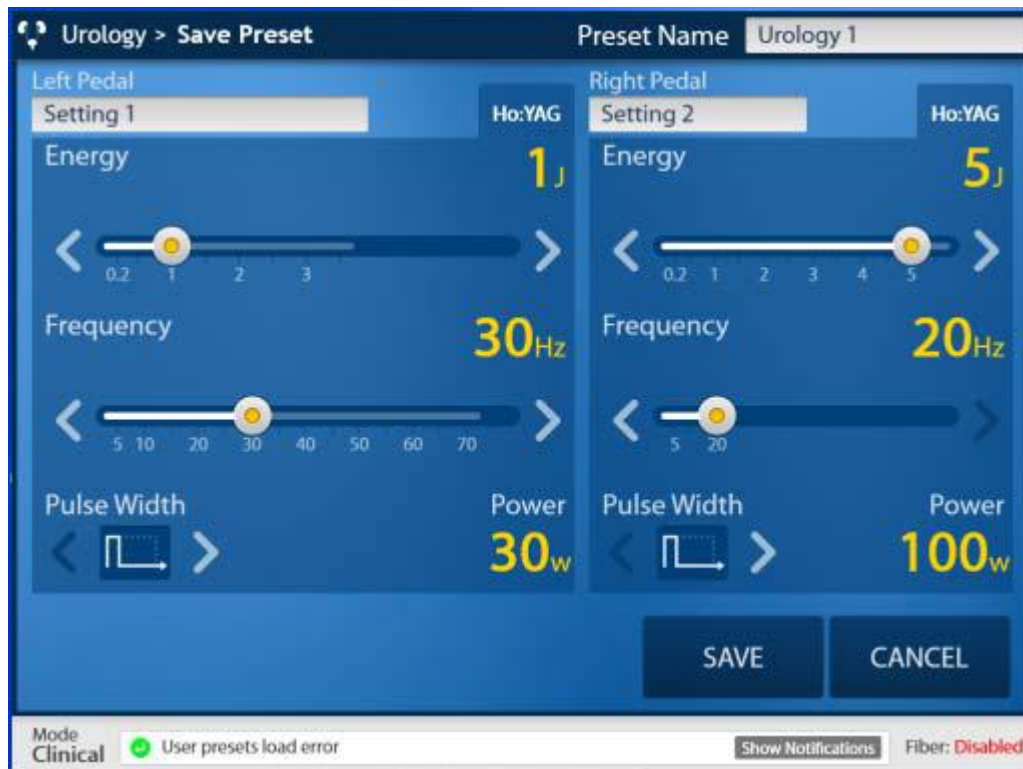 Urology > Save Preset Preset Name Urology 1
Left Pedal Right Pedal
Setting 1 Ho:YAG Setting 2 Ho:YAG
Energy 1J Energy 5J
0.2 1 2 3 0.2 1 2 3 4 5
Frequency 30Hz Frequency 20Hz
5 10 20 30 40 50 60 70 5 20
Pulse Width Power Pulse Width Power
30w 100w
SAVE CANCEL
Mode
Clinical User presets load error Show Notifications Fiber: Disabled